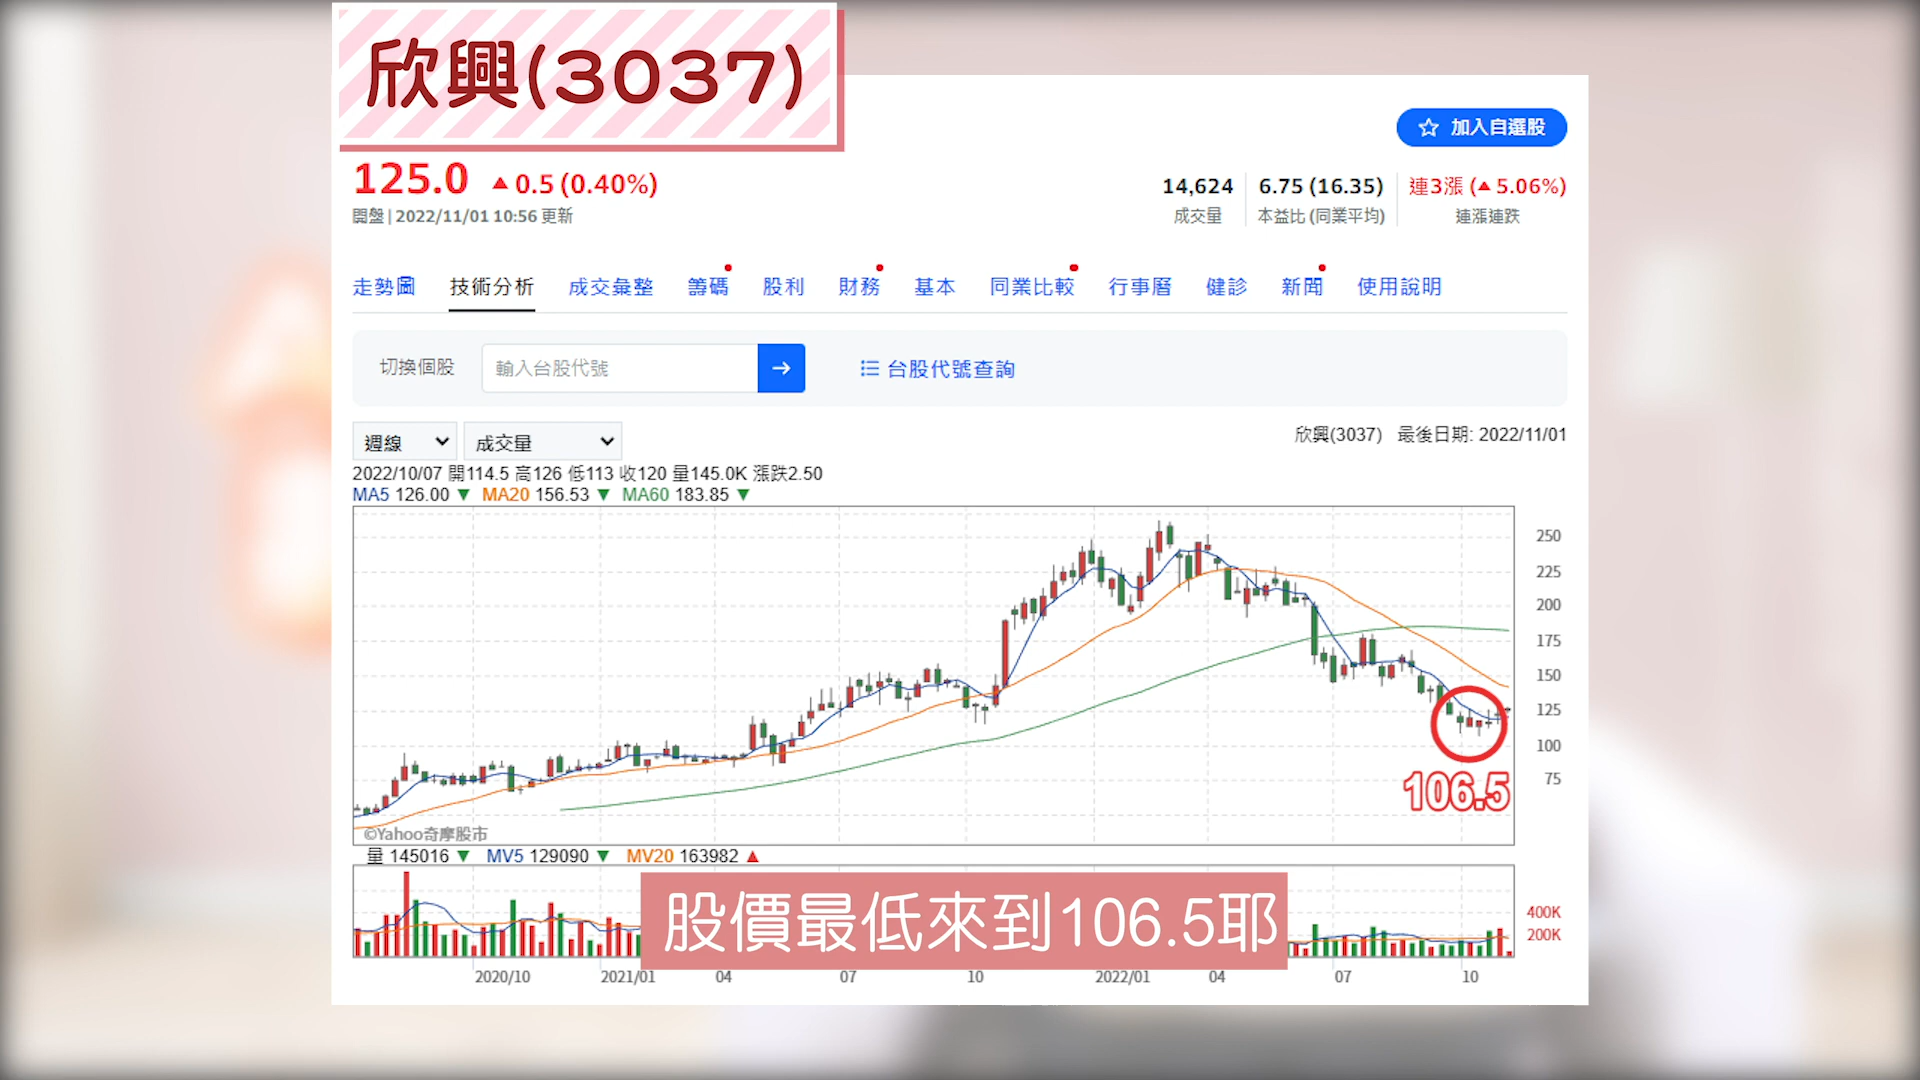 欣興(3037)
加入自選股
125.0 ▲ 0.5 (0.40%)
開盤 | 2022/11/01 10:56 更新
14,624
成交量
6.75 (16.35)
本益比 (同業平均)
連3漲 (▲ 5.06%)
連漲連跌
走勢圖 技術分析 成交彙整 籌碼 股利 財務 基本 同業比較 行事曆 健診 新聞 使用說明
切換個股 輸入台股代號 → 台股代號查詢
週線 成交量
欣興(3037) 最後日期: 2022/11/01
2022/10/07 開114.5 高126 低113 收120 量145.0K 漲跌2.50
MA5 126.00 ▼ MA20 156.53 ▼ MA60 183.85 ▼
250
225
200
175
150
125
100
75
106.5
©Yahoo奇摩股市
量 145016 ▼ MV5 129090 ▼ MV20 163982 ▲
400K
200K
股價最低來到106.5耶
2020/10 2021/01 04 07 10 2022/01 04 07 10